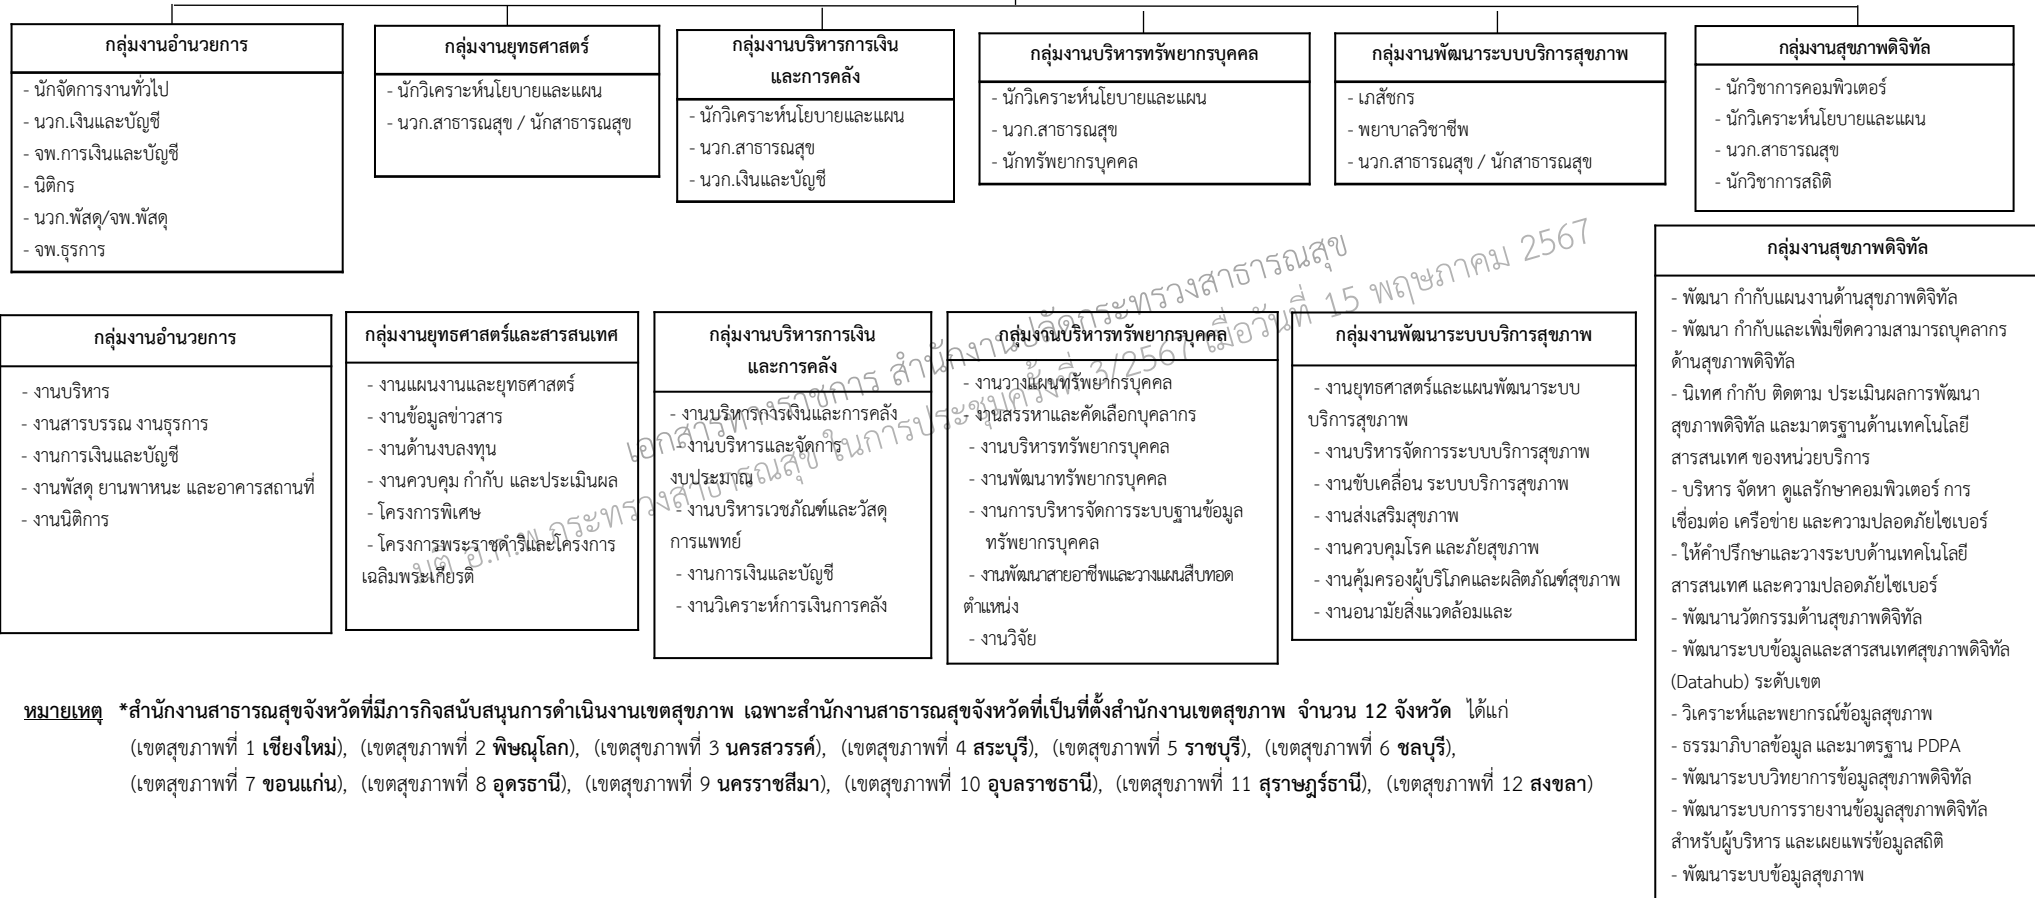 กลุ่มงานอำนวยการ
- นักจัดการงานทั่วไป
- นวก.เงินและบัญชี
- จพ.การเงินและบัญชี
- นิติกร
- นวก.พัสดุ/จพ.พัสดุ
- จพ.ธุรการ
กลุ่มงานยุทธศาสตร์
- นักวิเคราะห์นโยบายและแผน
- นวก.สาธารณสุข / นักสาธารณสุข
กลุ่มงานบริหารการเงิน
และการคลัง
- นักวิเคราะห์นโยบายและแผน
- นวก.สาธารณสุข
- นวก.เงินและบัญชี
กลุ่มงานบริหารทรัพยากรบุคคล
- นักวิเคราะห์นโยบายและแผน
- นวก.สาธารณสุข
- นักทรัพยากรบุคคล
กลุ่มงานพัฒนาระบบบริการสุขภาพ
- เภสัชกร
- พยาบาลวิชาชีพ
- นวก.สาธารณสุข / นักสาธารณสุข
กลุ่มงานสุขภาพดิจิทัล
- นักวิชาการคอมพิวเตอร์
- นักวิเคราะห์นโยบายและแผน
- นวก.สาธารณสุข
- นักวิชาการสถิติ
กลุ่มงานอำนวยการ
- งานบริหาร
- งานสารบรรณ งานธุรการ
- งานการเงินและบัญชี
- งานพัสดุ ยานพาหนะ และอาคารสถานที่
- งานนิติการ
กลุ่มงานยุทธศาสตร์และสารสนเทศ
- งานแผนงานและยุทธศาสตร์
- งานข้อมูลข่าวสาร
- งานด้านงบลงทุน
- งานควบคุม กำกับ และประเมินผล
- โครงการพิเศษ
- โครงการพระราชดำริและโครงการ
เฉลิมพระเกียรติ
กลุ่มงานบริหารการเงิน
และการคลัง
- งานบริหารการเงินและการคลัง
- งานบริหารและจัดการ
งบประมาณ
- งานบริหารเวชภัณฑ์และวัสดุ
การแพทย์
- งานการเงินและบัญชี
- งานวิเคราะห์การเงินการคลัง
กลุ่มงานบริหารทรัพยากรบุคคล
- งานวางแผนทรัพยากรบุคคล
- งานสรรหาและคัดเลือกบุคลากร
- งานบริหารทรัพยากรบุคคล
- งานพัฒนาทรัพยากรบุคคล
- งานการบริหารจัดการระบบฐานข้อมูล
ทรัพยากรบุคคล
- งานพัฒนาสายอาชีพและวางแผนสืบทอด
ตำแหน่ง
- งานวิจัย
กลุ่มงานพัฒนาระบบบริการสุขภาพ
- งานยุทธศาสตร์และแผนพัฒนาระบบ
บริการสุขภาพ
- งานบริหารจัดการระบบบริการสุขภาพ
- งานขับเคลื่อน ระบบบริการสุขภาพ
- งานส่งเสริมสุขภาพ
- งานควบคุมโรค และภัยสุขภาพ
- งานคุ้มครองผู้บริโภคและผลิตภัณฑ์สุขภาพ
- งานอนามัยสิ่งแวดล้อมและ
กลุ่มงานสุขภาพดิจิทัล
- พัฒนา กำกับแผนงานด้านสุขภาพดิจิทัล
- พัฒนา กำกับและเพิ่มขีดความสามารถบุคลากร
ด้านสุขภาพดิจิทัล
- นิเทศ กำกับ ติดตาม ประเมินผลการพัฒนา
สุขภาพดิจิทัล และมาตรฐานด้านเทคโนโลยี
สารสนเทศ ของหน่วยบริการ
- บริหาร จัดหา ดูแลรักษาคอมพิวเตอร์ การ
เชื่อมต่อ เครือข่าย และความปลอดภัยไซเบอร์
- ให้คำปรึกษาและวางระบบด้านเทคโนโลยี
สารสนเทศ และความปลอดภัยไซเบอร์
- พัฒนานวัตกรรมด้านสุขภาพดิจิทัล
- พัฒนาระบบข้อมูลและสารสนเทศสุขภาพดิจิทัล
(Datahub) ระดับเขต
- วิเคราะห์และพยากรณ์ข้อมูลสุขภาพ
- ธรรมาภิบาลข้อมูล และมาตรฐาน PDPA
- พัฒนาระบบวิทยาการข้อมูลสุขภาพดิจิทัล
- พัฒนาระบบการรายงานข้อมูลสุขภาพดิจิทัล
สำหรับผู้บริหาร และเผยแพร่ข้อมูลสถิติ
- พัฒนาระบบข้อมูลสุขภาพ
เอกสารทางราชการ สำนักงานปลัดกระทรวงสาธารณสุข
มติ อ.ก.พ.กระทรวงสาธารณสุข ในการประชุมครั้งที่ 3/2567 เมื่อวันที่ 15 พฤษภาคม 2567
หมายเหตุ *สำนักงานสาธารณสุขจังหวัดที่มีภารกิจสนับสนุนการดำเนินงานเขตสุขภาพ เฉพาะสำนักงานสาธารณสุขจังหวัดที่เป็นที่ตั้งสำนักงานเขตสุขภาพ จำนวน 12 จังหวัด ได้แก่
(เขตสุขภาพที่ 1 เชียงใหม่), (เขตสุขภาพที่ 2 พิษณุโลก), (เขตสุขภาพที่ 3 นครสวรรค์), (เขตสุขภาพที่ 4 สระบุรี), (เขตสุขภาพที่ 5 ราชบุรี), (เขตสุขภาพที่ 6 ชลบุรี),
(เขตสุขภาพที่ 7 ขอนแก่น), (เขตสุขภาพที่ 8 อุดรธานี), (เขตสุขภาพที่ 9 นครราชสีมา), (เขตสุขภาพที่ 10 อุบลราชธานี), (เขตสุขภาพที่ 11 สุราษฎร์ธานี), (เขตสุขภาพที่ 12 สงขลา)